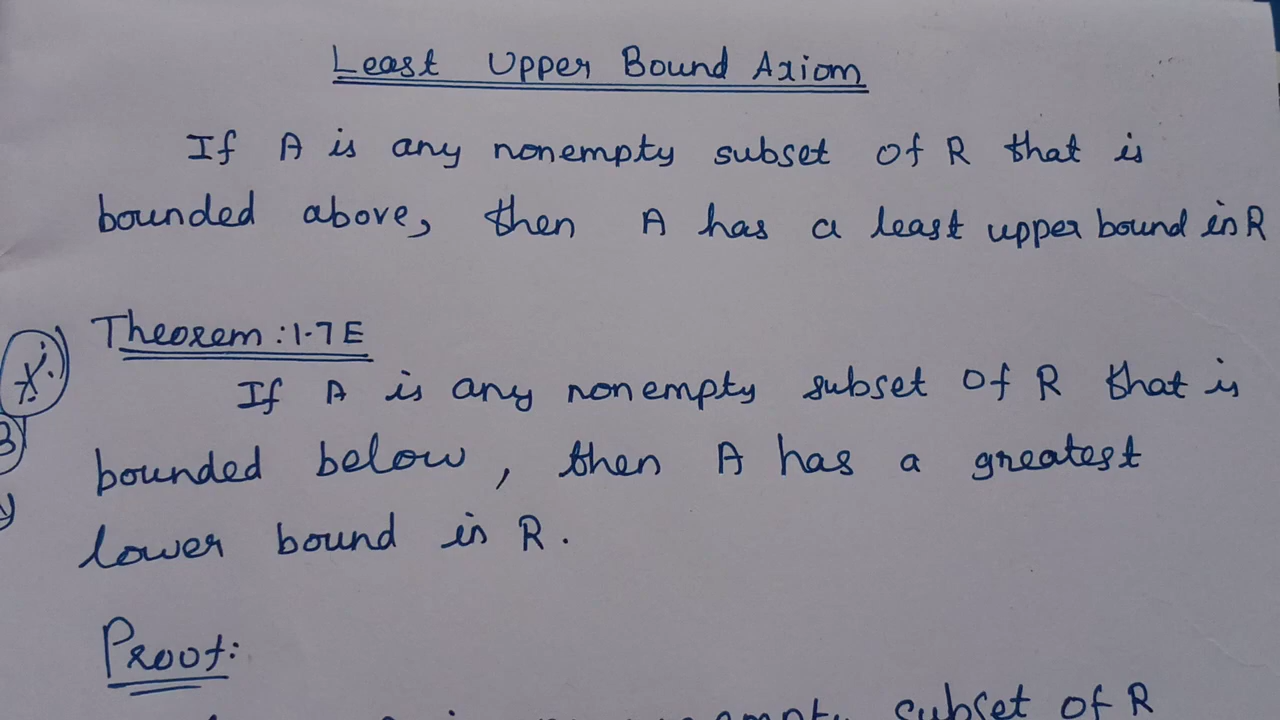 Least Upper Bound Axiom
If A is any nonempty subset of R that is
bounded above, then A has a least upper bound in R
Theorem : 1.7 E
If A is any nonempty subset of R that is
bounded below, then A has a greatest
lower bound in R.
Proof:
subset of R